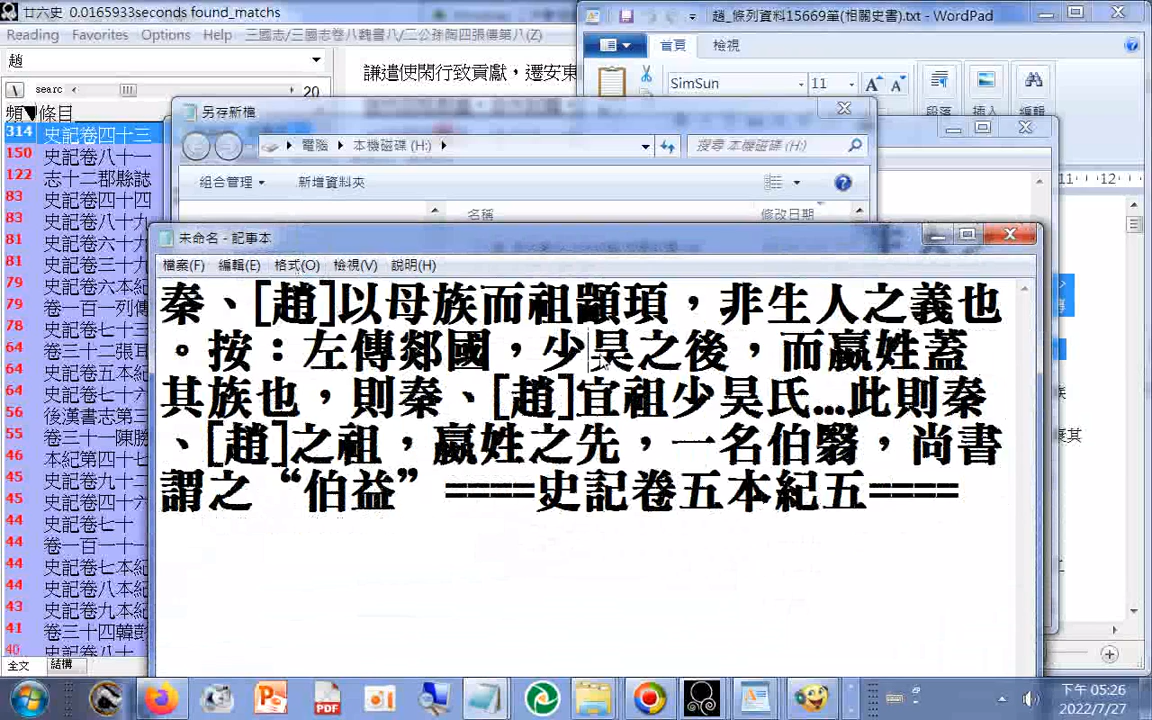 廿六史 0.0165933seconds found_matchs
Reading Favorates Options Help 三國志/三國志卷八魏書八/二公孫陶四張傳第八(Z)
趙
searc
20
頻▼條目
314 史記卷四十三
150 史記卷八十一
122 志十二郡縣誌
83 史記卷四十四
83 史記卷八十九
81 史記卷六十九
81 史記卷三十九
79 史記卷六本紀
79 卷一百一列傳
78 史記卷七十三
64 卷三十二張耳
64 史記卷五本紀
56 後漢書志第三
55 卷三十一陳勝
46 本紀第四十七
45 史記卷九十二
45 史記卷四十六
44 史記卷七十
44 卷一百一十一
44 史記卷七本紀
44 史記卷八本紀
43 史記卷九本紀
41 卷三十四韓彭
40 史記卷八十
全文 結構
謙遣使閒行致貢獻，遷安東
趙_條列資料15669筆(相關史書).txt - WordPad
首頁 檢視
SimSun 11
段落 插入 編輯
11 12
另存新檔
電腦 本機磁碟 (H:)
搜尋 本機磁碟 (H:)
組合管理 新增資料夾
名稱 修改日期
未命名 - 記事本
檔案(F) 編輯(E) 格式(O) 檢視(V) 說明(H)
秦、[趙]以母族而祖顓頊，非生人之義也
。按：左傳郯國，少昊之後，而嬴姓蓋
其族也，則秦、[趙]宜祖少昊氏...此則秦
、[趙]之祖，嬴姓之先，一名伯翳，尚書
謂之“伯益”====史記卷五本紀五====
下午 05:26
2022/7/27